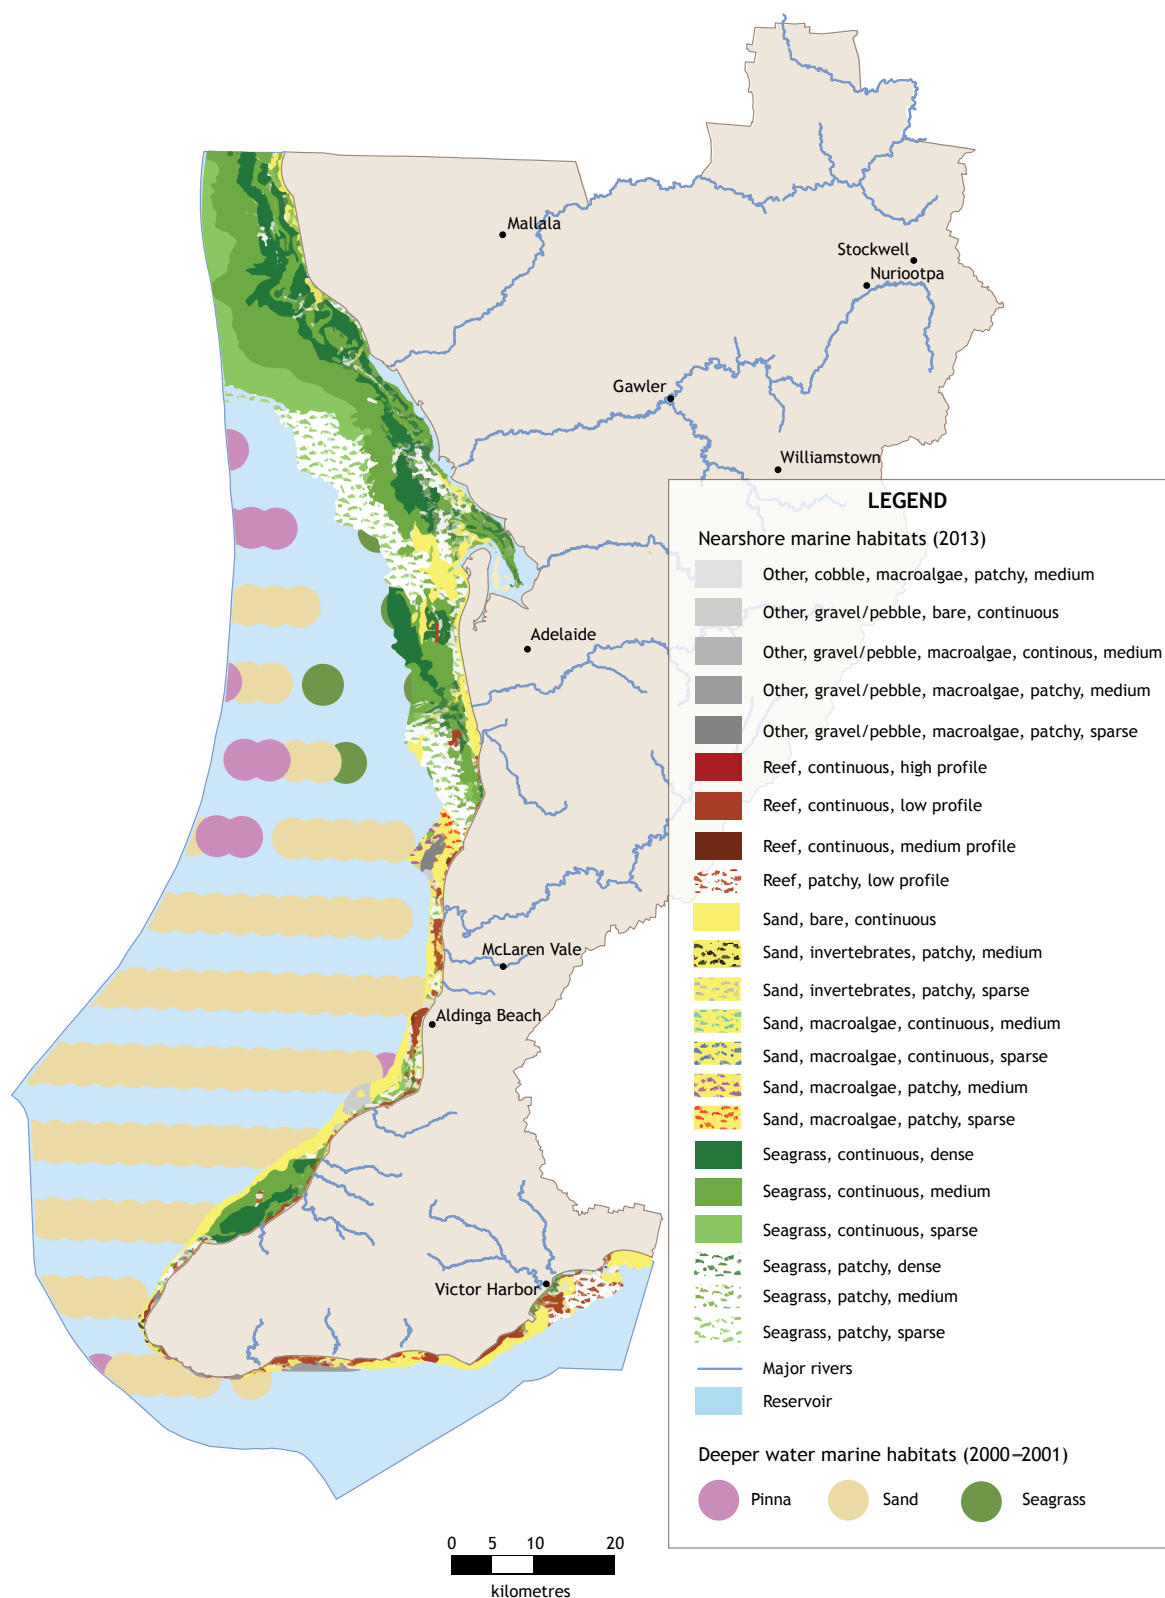 Mallala
Stockwell
Nuriootpa
Gawler
Williamstown
Adelaide
McLaren Vale
Aldinga Beach
Victor Harbor
LEGEND
Nearshore marine habitats (2013)
Other, cobble, macroalgae, patchy, medium
Other, gravel/pebble, bare, continuous
Other, gravel/pebble, macroalgae, continous, medium
Other, gravel/pebble, macroalgae, patchy, medium
Other, gravel/pebble, macroalgae, patchy, sparse
Reef, continuous, high profile
Reef, continuous, low profile
Reef, continuous, medium profile
Reef, patchy, low profile
Sand, bare, continuous
Sand, invertebrates, patchy, medium
Sand, invertebrates, patchy, sparse
Sand, macroalgae, continuous, medium
Sand, macroalgae, continuous, sparse
Sand, macroalgae, patchy, medium
Sand, macroalgae, patchy, sparse
Seagrass, continuous, dense
Seagrass, continuous, medium
Seagrass, continuous, sparse
Seagrass, patchy, dense
Seagrass, patchy, medium
Seagrass, patchy, sparse
Major rivers
Reservoir
Deeper water marine habitats (2000–2001)
Pinna Sand Seagrass
0 5 10 20
kilometres